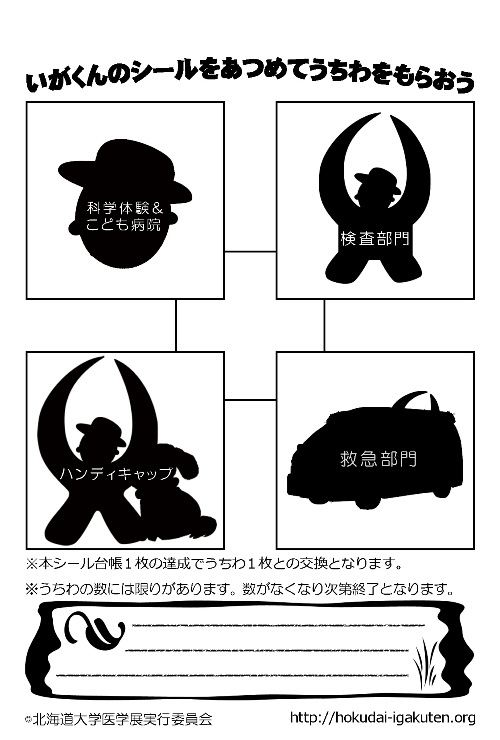 いがくんのシールをあつめてうちわをもらおう
科学体験＆
こども病院
検査部門
ハンディキャップ
救急部門
※本シール台帳１枚の達成でうちわ１枚との交換となります。
※うちわの数には限りがあります。数がなくなり次第終了となります。
©北海道大学医学展実行委員会
http://hokudai-igakuten.org